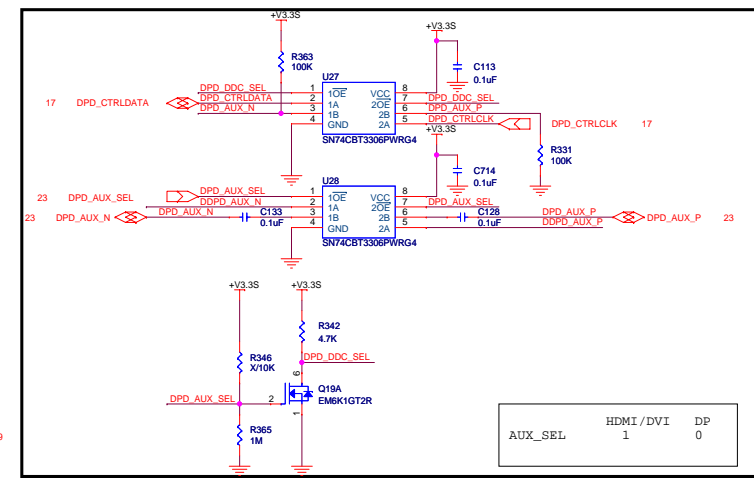 +V3.3S
+V3.3S
R363
100K
C113
0.1uF
U27
DPD_DDC_SEL 1 1OE VCC 8
17 DPD_CTRLDATA DPD_CTRLDATA 2 1A 2OE 7 DPD_DDC_SEL
DPD_AUX_N 3 1B 2B 6 DPD_AUX_P
4 GND 2A 5 DPD_CTRLCLK DPD_CTRLCLK 17
SN74CBT3306PWRG4
+V3.3S
R331
100K
C714
0.1uF
U28
23 DPD_AUX_SEL DPD_AUX_SEL 1 1OE VCC 8
DDPD_AUX_N 2 1A 2OE 7 DPD_AUX_SEL
23 DPD_AUX_N DPD_AUX_N C133 3 1B 2B 6 C128 DPD_AUX_P DPD_AUX_P 23
0.1uF 4 GND 2A 5 0.1uF DDPD_AUX_P
SN74CBT3306PWRG4
+V3.3S
+V3.3S
R342
4.7K
R346
X/10K
DPD_DDC_SEL
6
Q19A
EM6K1GT2R
DPD_AUX_SEL 2
1
R365
1M
HDMI/DVI DP
AUX_SEL 1 0